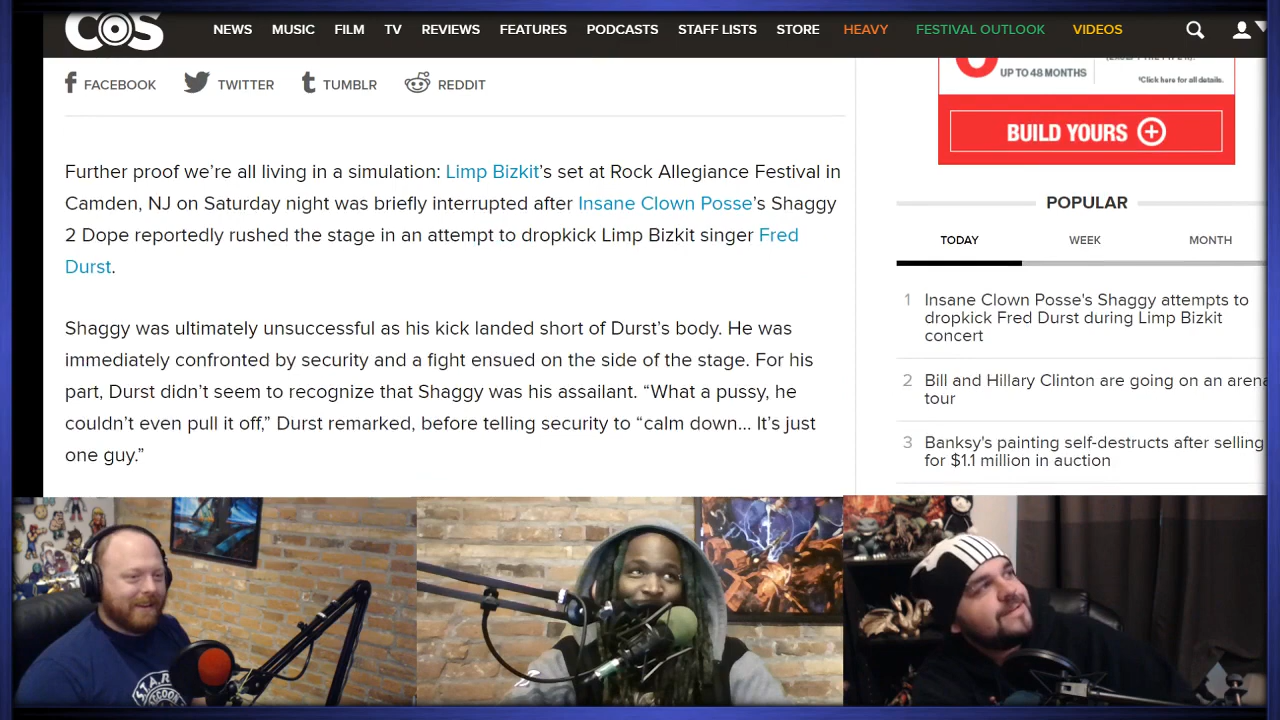 COS
NEWS MUSIC FILM TV REVIEWS FEATURES PODCASTS STAFF LISTS STORE HEAVY FESTIVAL OUTLOOK VIDEOS
FACEBOOK TWITTER TUMBLR REDDIT
Further proof we’re all living in a simulation: Limp Bizkit’s set at Rock Allegiance Festival in
Camden, NJ on Saturday night was briefly interrupted after Insane Clown Posse’s Shaggy
2 Dope reportedly rushed the stage in an attempt to dropkick Limp Bizkit singer Fred
Durst.
Shaggy was ultimately unsuccessful as his kick landed short of Durst’s body. He was
immediately confronted by security and a fight ensued on the side of the stage. For his
part, Durst didn’t seem to recognize that Shaggy was his assailant. “What a pussy, he
couldn’t even pull it off,” Durst remarked, before telling security to “calm down... It’s just
one guy.”
UP TO 48 MONTHS
*Click here for all details.
BUILD YOURS
POPULAR
TODAY WEEK MONTH
1 Insane Clown Posse's Shaggy attempts to
dropkick Fred Durst during Limp Bizkit
concert
2 Bill and Hillary Clinton are going on an arena
tour
3 Banksy's painting self-destructs after selling
for $1.1 million in auction